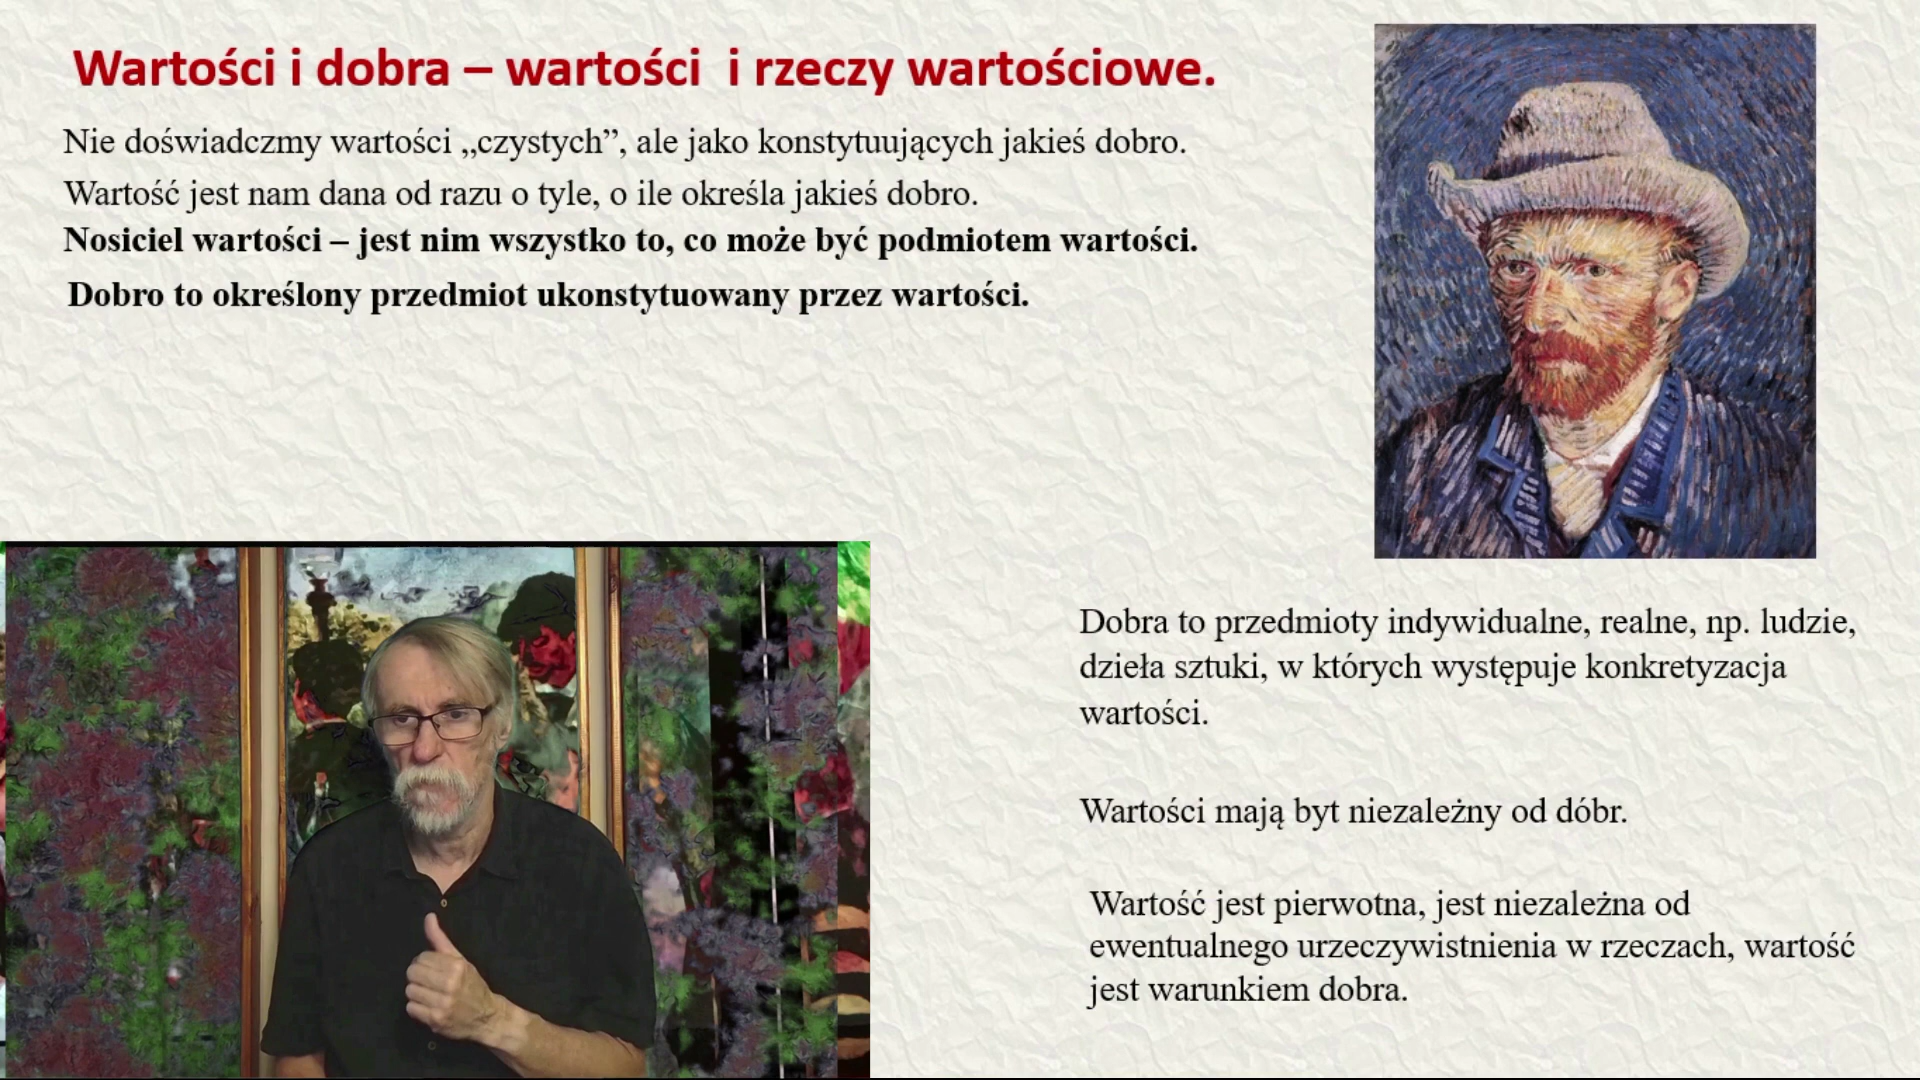 Wartości i dobra – wartości i rzeczy wartościowe.
Nie doświadczmy wartości „czystych”, ale jako konstytuujących jakieś dobro.
Wartość jest nam dana od razu o tyle, o ile określa jakieś dobro.
Nosiciel wartości – jest nim wszystko to, co może być podmiotem wartości.
Dobro to określony przedmiot ukonstytuowany przez wartości.
Dobra to przedmioty indywidualne, realne, np. ludzie,
dzieła sztuki, w których występuje konkretyzacja
wartości.
Wartości mają byt niezależny od dóbr.
Wartość jest pierwotna, jest niezależna od
ewentualnego urzeczywistnienia w rzeczach, wartość
jest warunkiem dobra.